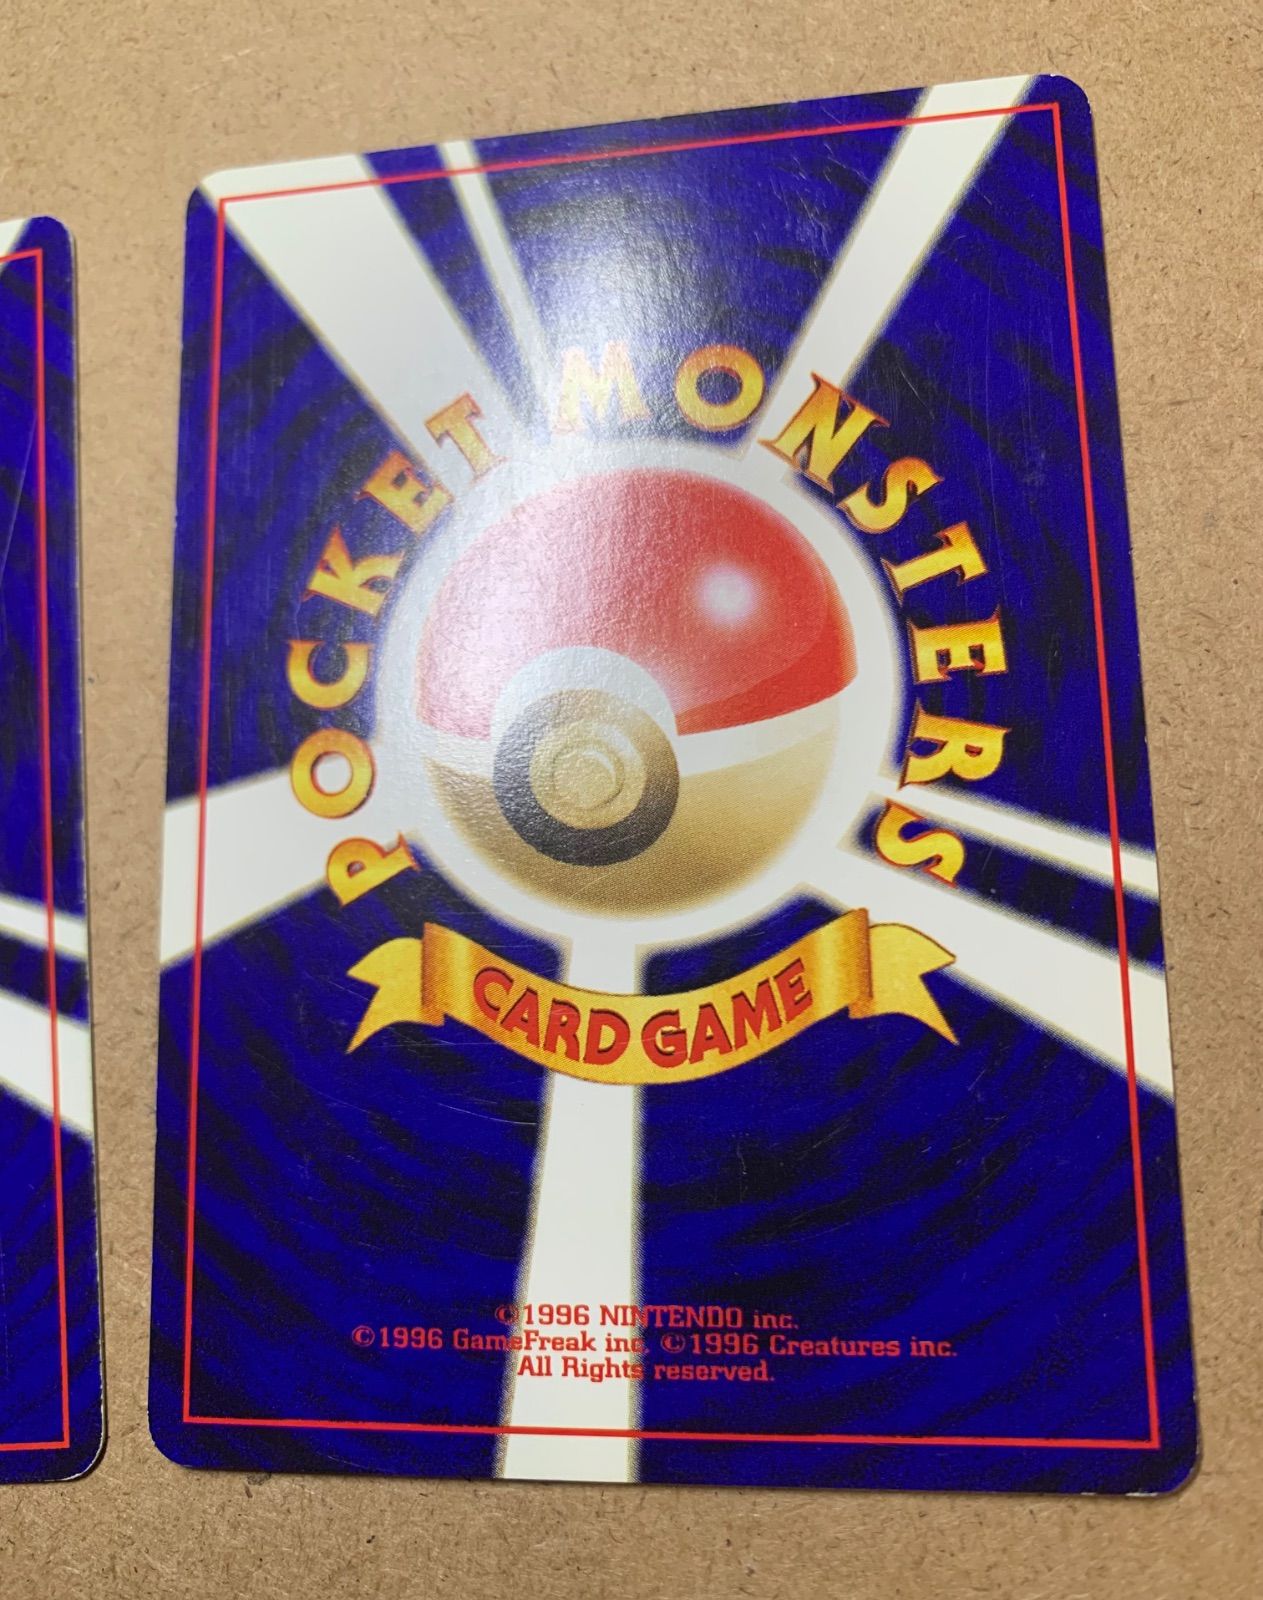 POCKET MONSTERS
CARD GAME
©1996 NINTENDO inc.
©1996 GameFreak inc. ©1996 Creatures inc.
All Rights reserved.